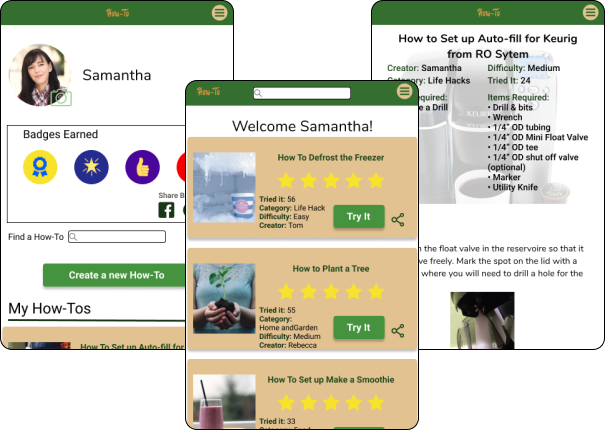 How-To
Samantha
Badges Earned
Share B
Find a How-To
Create a new How-To
My How-Tos
How To Set up Auto-fill for
How-To
Welcome Samantha!
How To Defrost the Freezer
Tried it: 56
Category: Life Hack
Difficulty: Easy
Creator: Tom
Try It
How to Plant a Tree
Tried it: 55
Category:
Home andGarden
Difficulty: Medium
Creator: Rebecca
Try It
How To Set up Make a Smoothie
Tried it: 33
Try It
How-To
How to Set up Auto-fill for Keurig
from RO Sytem
Creator: Samantha
Difficulty: Medium
Category: Life Hacks
Tried It: 24
equired:
e a Drill
Items Required:
• Drill & bits
• Wrench
• 1/4" OD tubing
• 1/4" OD Mini Float Valve
• 1/4" OD tee
• 1/4" OD shut off valve
(optional)
• Marker
• Utility Knife
the float valve in the reservoire so that it
ve freely. Mark the spot on the lid with a
where you will need to drill a hole for the